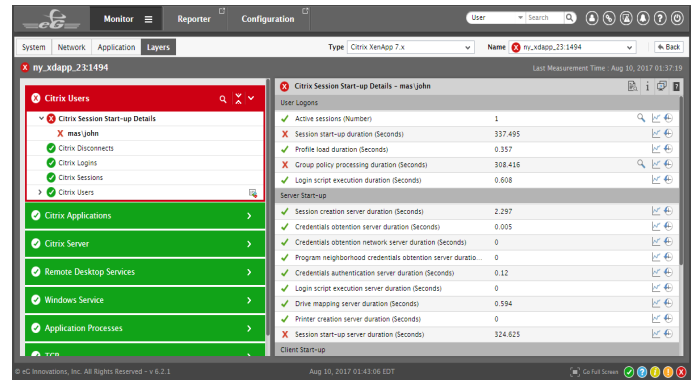 eG
Monitor
Reporter
Configuration
User
Search
System Network Application Layers
Type Citrix XenApp 7.x
Name ny_xdapp_23:1494
Back
ny_xdapp_23:1494
Last Measurement Time : Aug 10, 2017 01:37:19
Citrix Users
Citrix Session Start-up Details
mas\john
Citrix Disconnects
Citrix Logins
Citrix Sessions
Citrix Users
Citrix Applications
Citrix Server
Remote Desktop Services
Windows Service
Application Processes
TCP
Citrix Session Start-up Details - mas\john
User Logons
Active sessions (Number) 1
Session start-up duration (Seconds) 337.495
Profile load duration (Seconds) 0.357
Group policy processing duration (Seconds) 308.416
Login script execution duration (Seconds) 0.608
Server Start-up
Session creation server duration (Seconds) 2.297
Credentials obtention server duration (Seconds) 0.005
Credentials obtention network server duration (Seconds) 0
Program neighborhood credentials obtention server duratio... 0
Credentials authentication server duration (Seconds) 0.12
Login script execution server duration (Seconds) 0
Drive mapping server duration (Seconds) 0.594
Printer creation server duration (Seconds) 0
Session start-up server duration (Seconds) 324.625
Client Start-up
© eG Innovations, Inc. All Rights Reserved - v 6.2.1
Aug 10, 2017 01:43:06 EDT
Go Full Screen